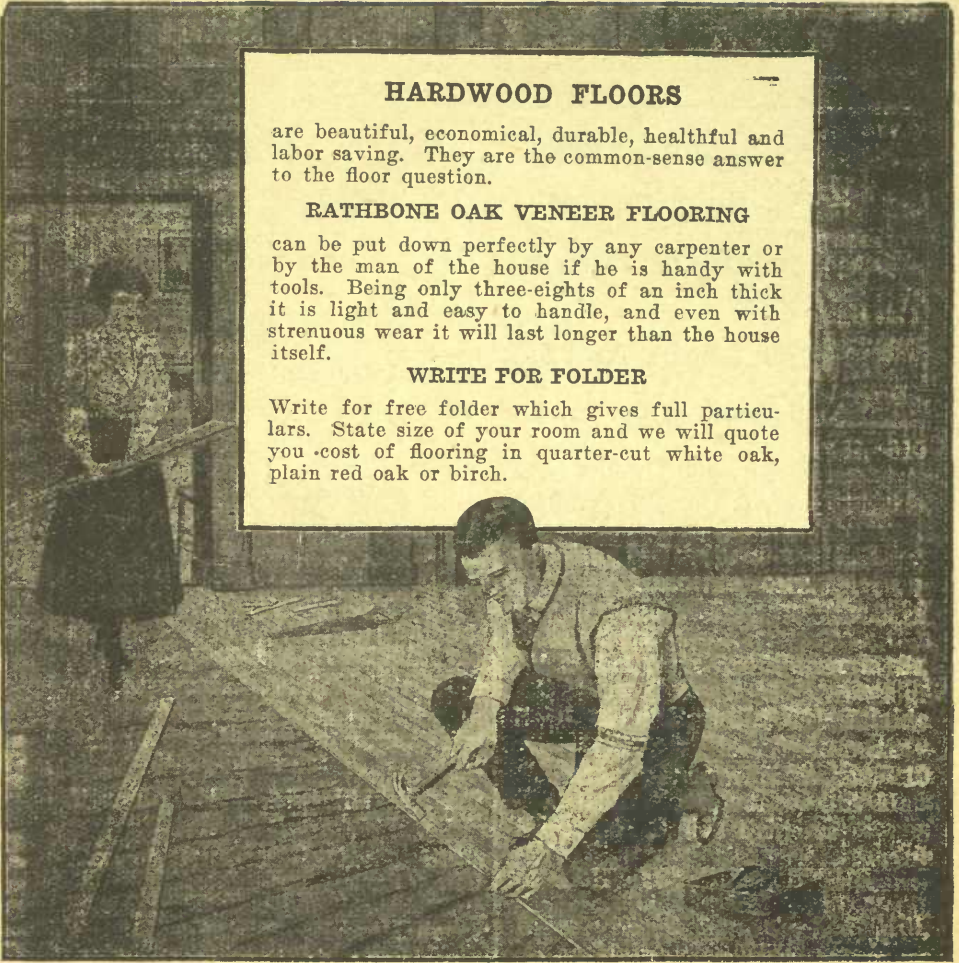 HARDWOOD FLOORS
are beautiful, economical, durable, healthful and
labor saving. They are the common-sense answer
to the floor question.
RATHBONE OAK VENEER FLOORING
can be put down perfectly by any carpenter or
by the man of the house if he is handy with
tools. Being only three-eights of an inch thick
it is light and easy to handle, and even with
strenuous wear it will last longer than the house
itself.
WRITE FOR FOLDER
Write for free folder which gives full particu-
lars. State size of your room and we will quote
you cost of flooring in quarter-cut white oak,
plain red oak or birch.